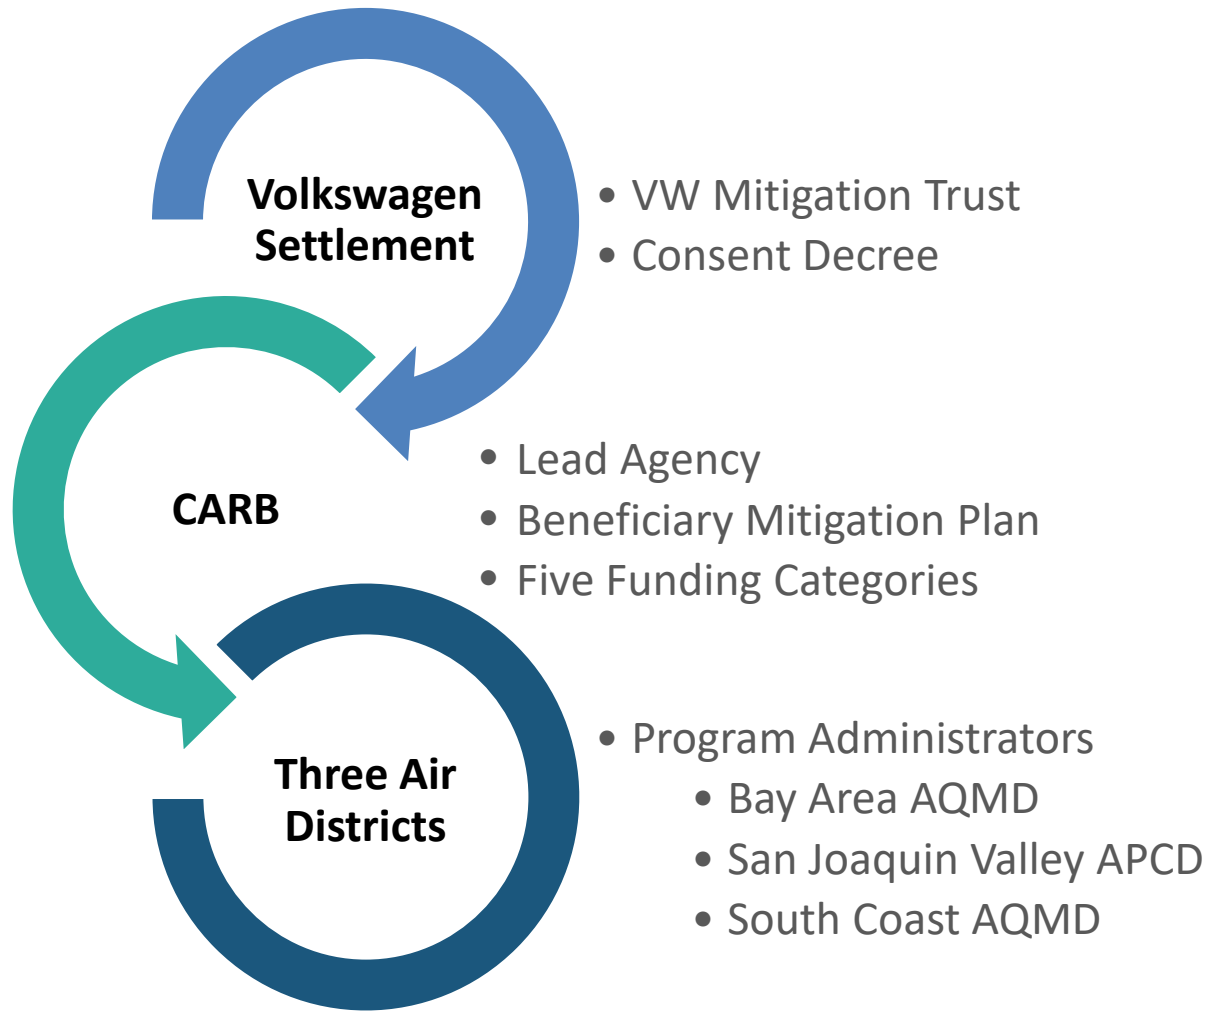 Volkswagen
Settlement
• VW Mitigation Trust
• Consent Decree
CARB
• Lead Agency
• Beneficiary Mitigation Plan
• Five Funding Categories
Three Air
Districts
• Program Administrators
• Bay Area AQMD
• San Joaquin Valley APCD
• South Coast AQMD